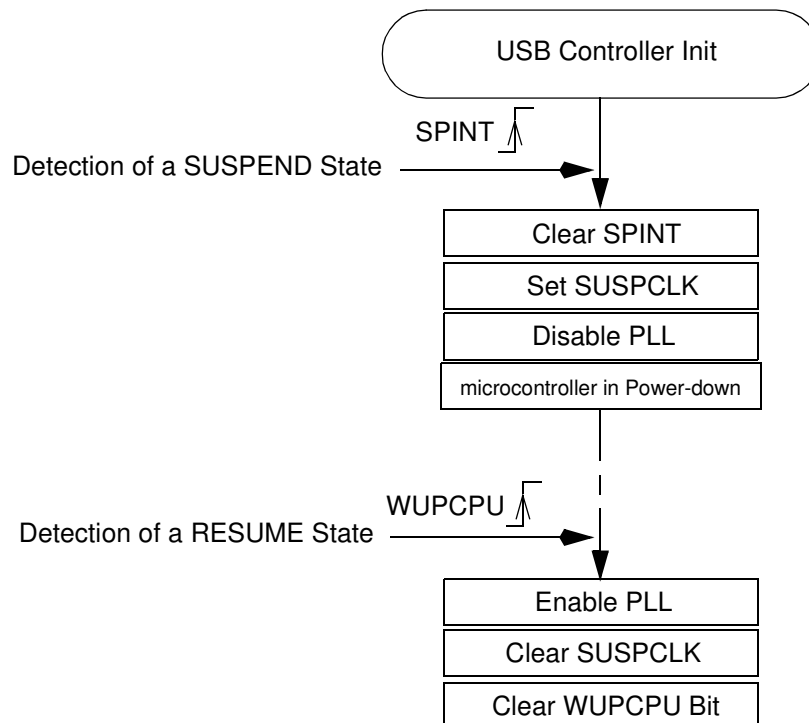 USB Controller Init
SPINT
Detection of a SUSPEND State
Clear SPINT
Set SUSPCLK
Disable PLL
microcontroller in Power-down
WUPCPU
Detection of a RESUME State
Enable PLL
Clear SUSPCLK
Clear WUPCPU Bit